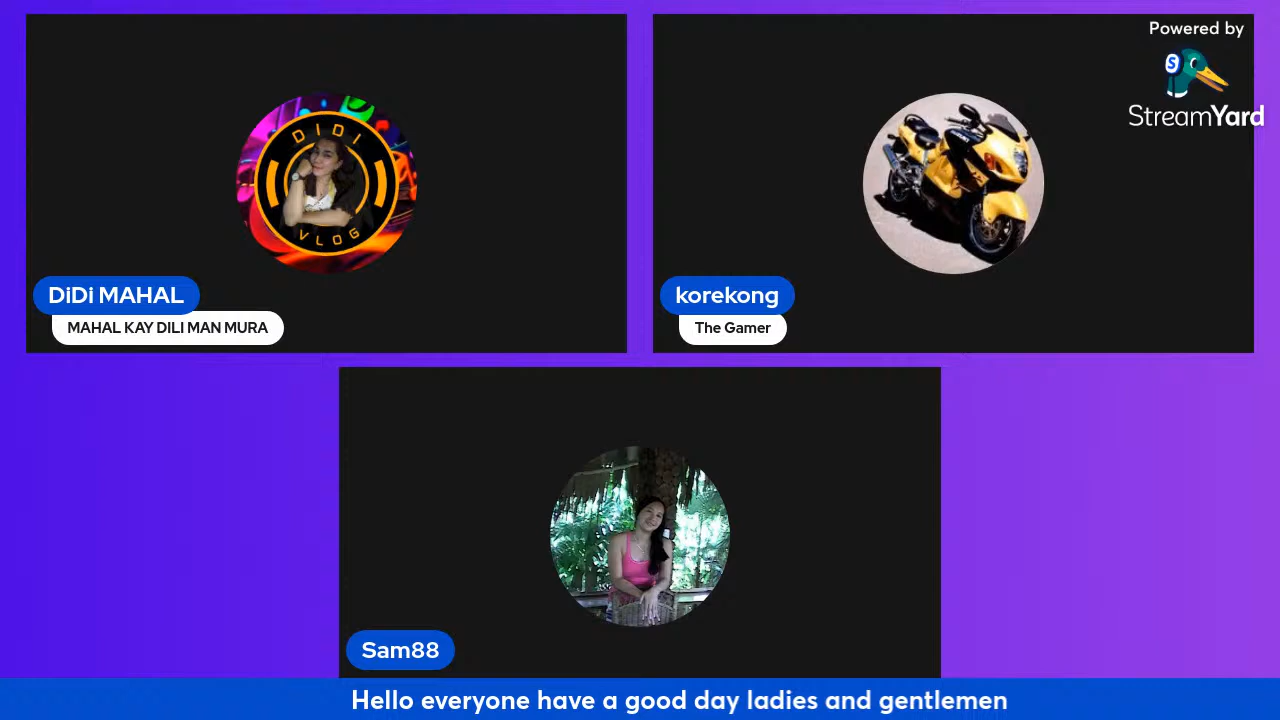 Powered by
StreamYard
DIDI
VLOG
DiDi MAHAL
MAHAL KAY DILI MAN MURA
korekong
The Gamer
Sam88
Hello everyone have a good day ladies and gentlemen